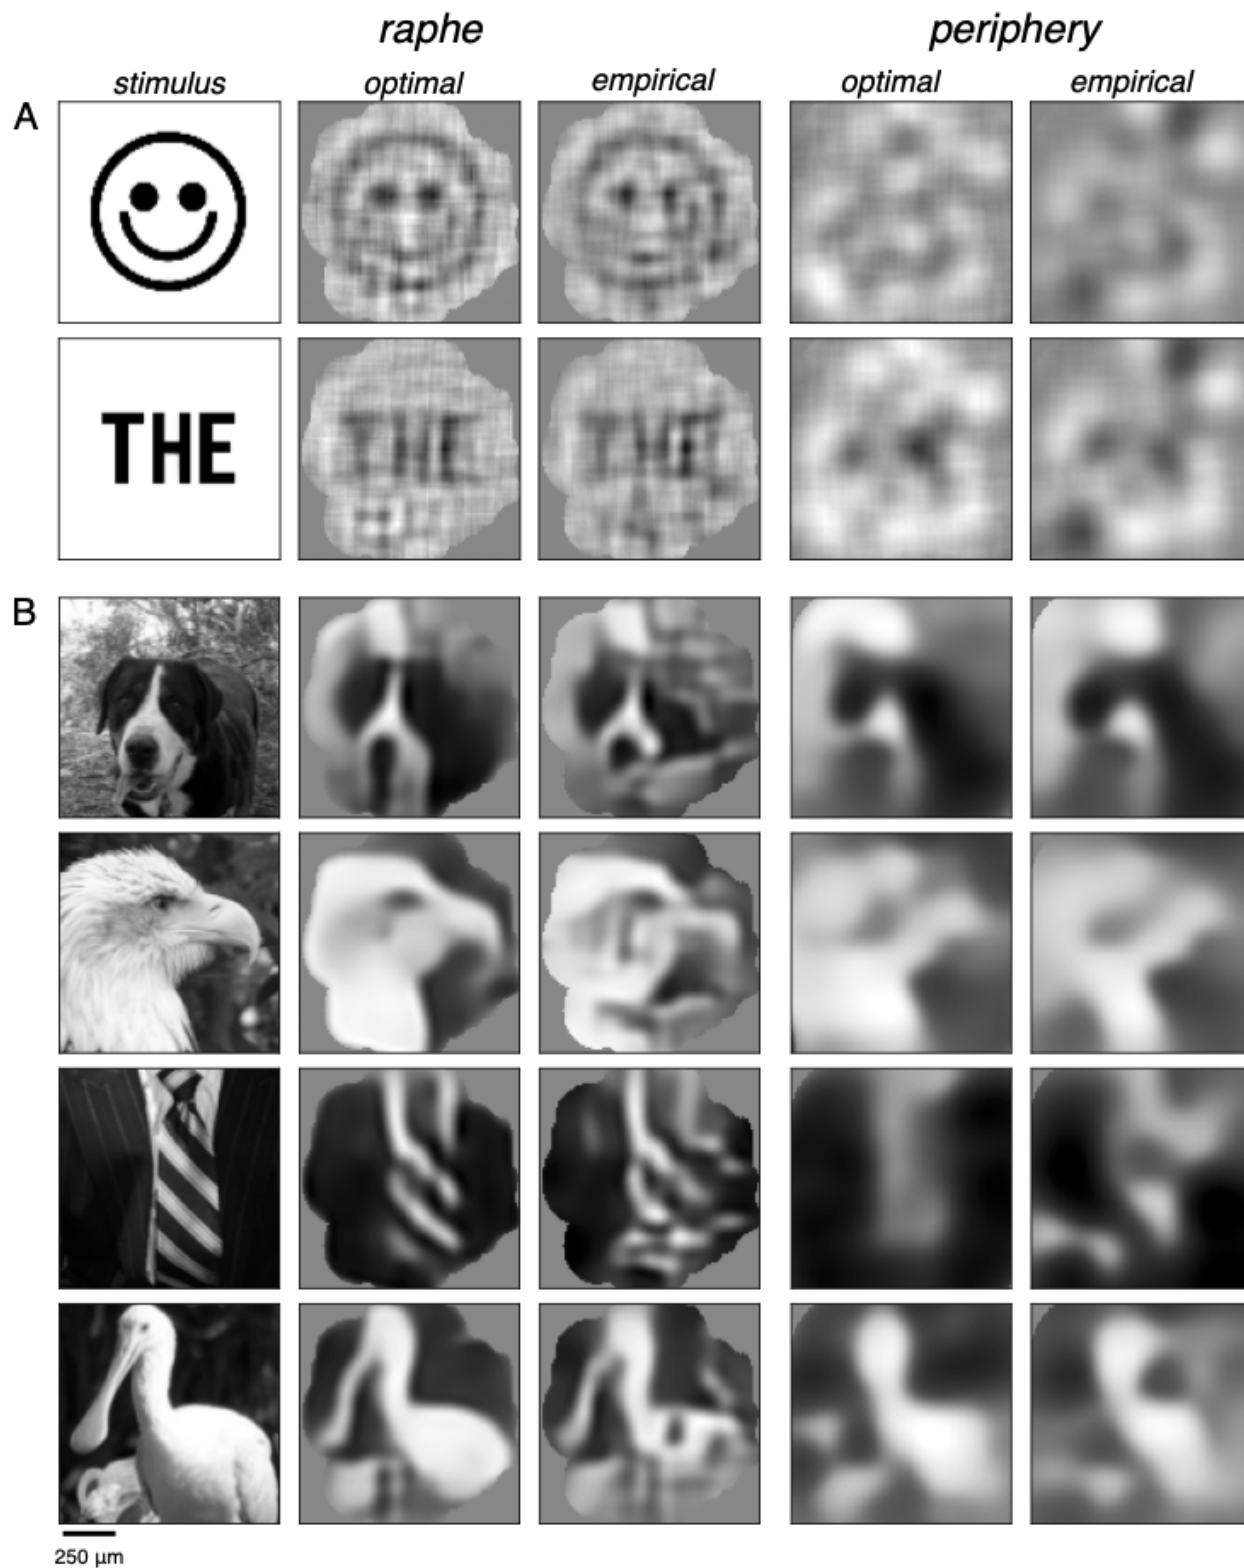 raphe periphery
stimulus optimal empirical optimal empirical
A
THE
B
250 μm